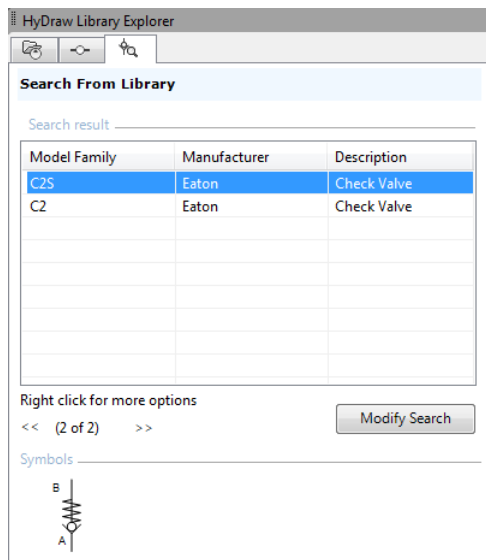 HyDraw Library Explorer
Search From Library
Search result
Model Family Manufacturer Description
C2S Eaton Check Valve
C2 Eaton Check Valve
Right click for more options
<< (2 of 2) >>
Modify Search
Symbols
B
A